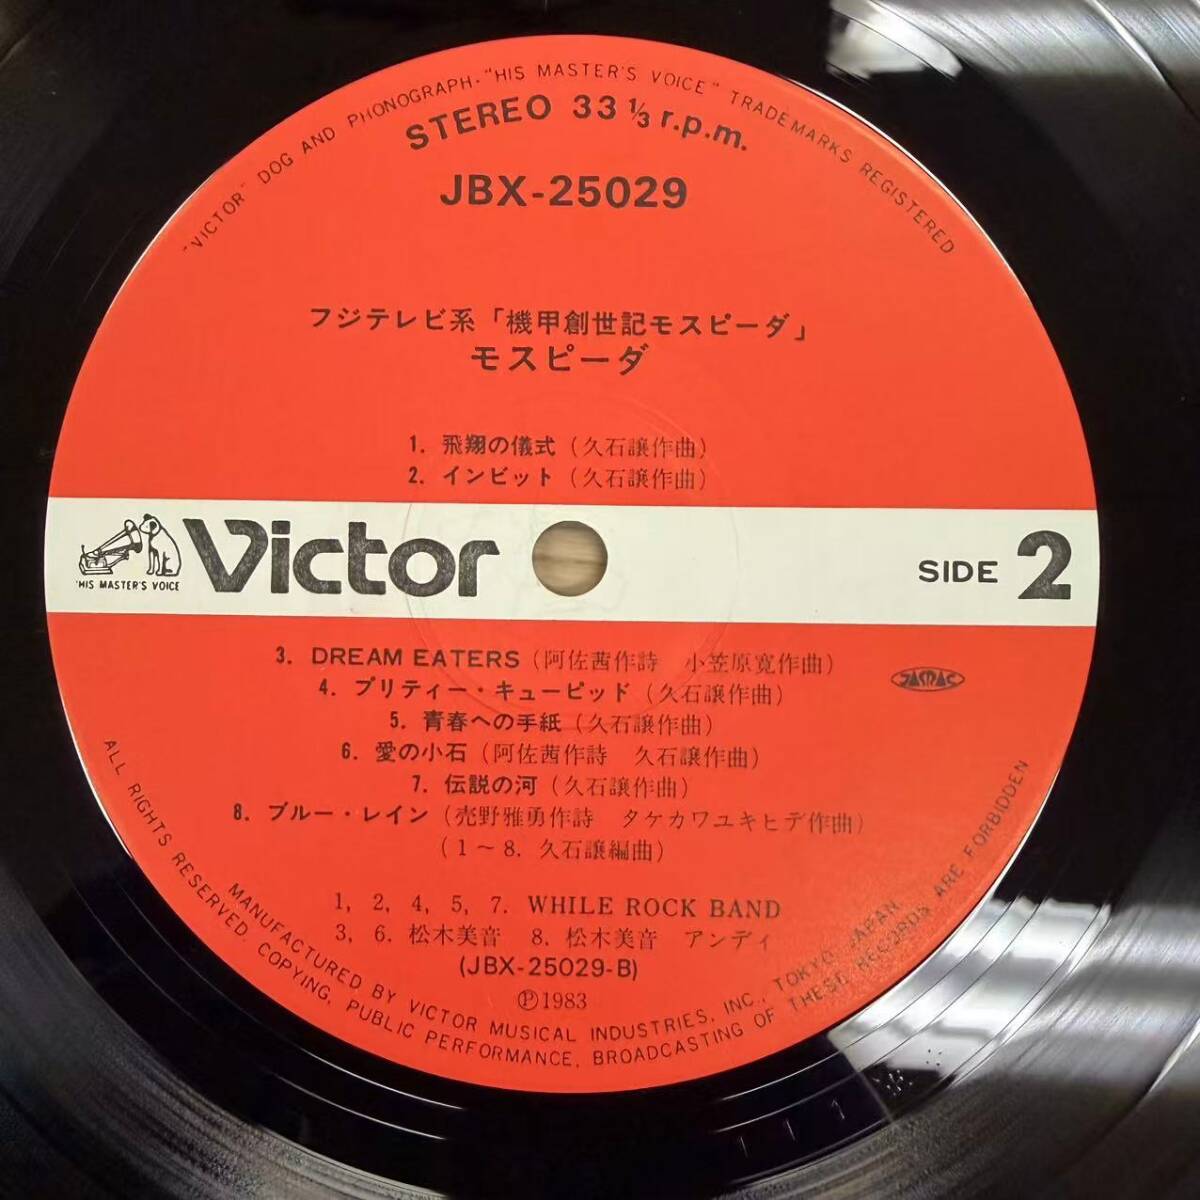 "VICTOR" DOG AND PHONOGRAPH·"HIS MASTER'S VOICE" TRADEMARKS REGISTERED
STEREO 33⅓ r.p.m.
JBX-25029
フジテレビ系「機甲創世記モスピーダ」
モスピーダ
1. 飛翔の儀式（久石譲作曲）
2. インビット（久石譲作曲）
'HIS MASTER'S VOICE
Victor
SIDE 2
3. DREAM EATERS（阿佐茜作詩　小笠原寛作曲）
JASRAC
4. プリティー・キューピッド（久石譲作曲）
5. 青春への手紙（久石譲作曲）
6. 愛の小石（阿佐茜作詩　久石譲作曲）
7. 伝説の河（久石譲作曲）
8. ブルー・レイン（売野雅勇作詩　タケカワユキヒデ作曲）
（1～8. 久石譲編曲）
1, 2, 4, 5, 7. WHILE ROCK BAND
3, 6. 松木美音　8. 松木美音　アンディ
(JBX-25029-B)
Ⓟ1983
MANUFACTURED BY VICTOR MUSICAL INDUSTRIES, INC., TOKYO, JAPAN.
ALL RIGHTS RESERVED. COPYING, PUBLIC PERFORMANCE, BROADCASTING OF THESE RECORDS ARE FORBIDDEN
1 1 1